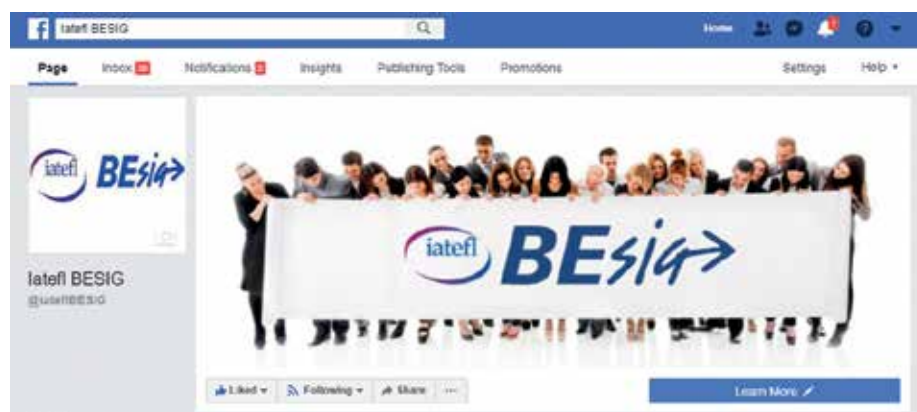 f iatefl BESIG Home
Page Inbox Notifications Insights Publishing Tools Promotions Settings Help
iatefl BEsig
iatefl BEsig
Iatefl BESIG
@iateflBESIG
Liked Following Share ... Learn More